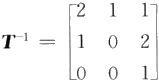 T⁻¹ = [2 1 1
1 0 2
0 0 1]